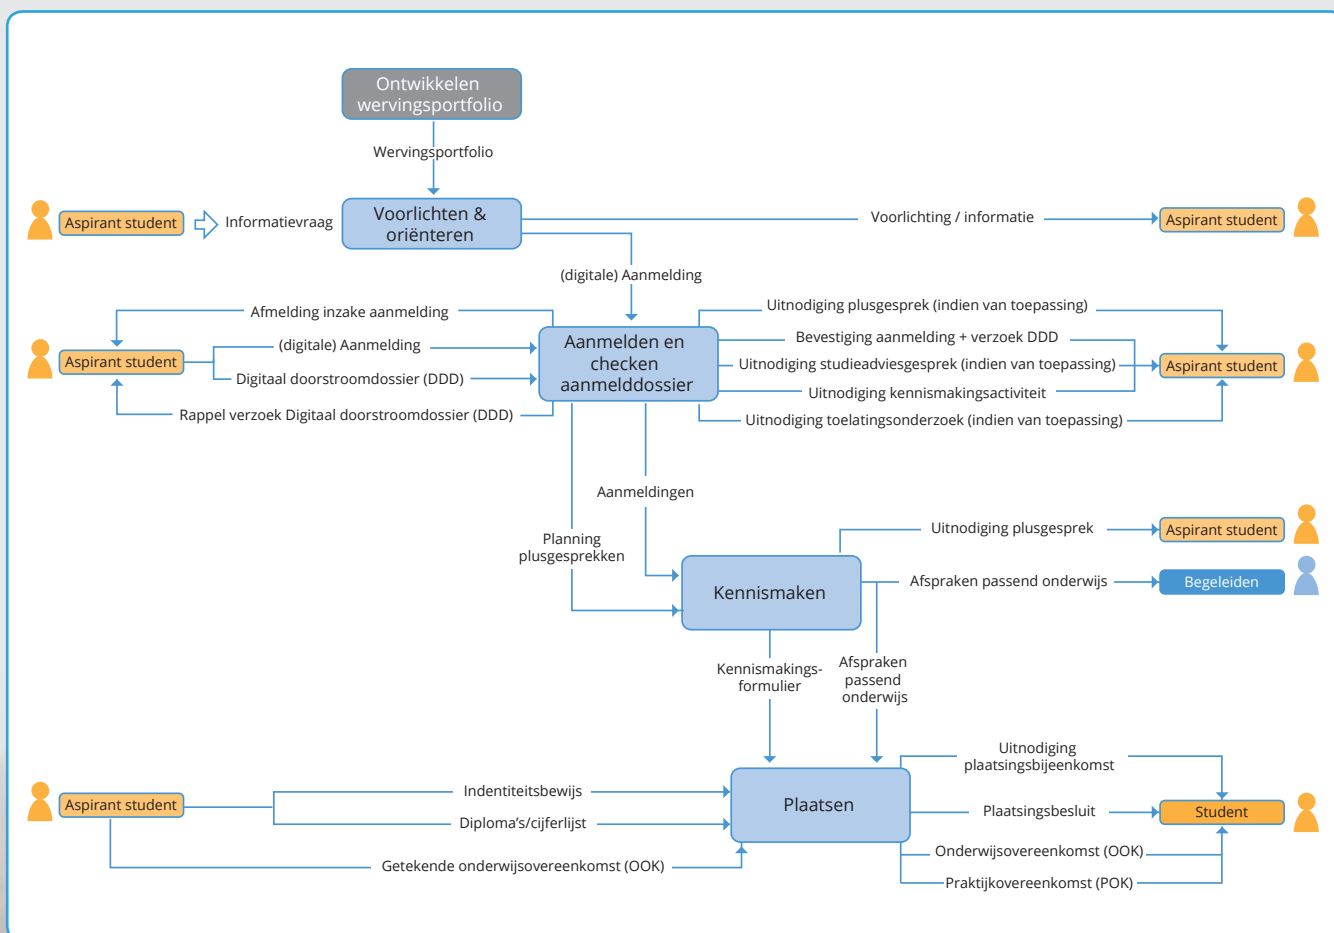 Ontwikkelen
wervingsportfolio
Wervingsportfolio
Aspirant student
Informatievraag
Voorlichten &
oriënteren
Voorlichting / informatie
Aspirant student
(digitale) Aanmelding
Afmelding inzake aanmelding
Uitnodiging plusgesprek (indien van toepassing)
Aspirant student
(digitale) Aanmelding
Digitaal doorstroomdossier (DDD)
Rappel verzoek Digitaal doorstroomdossier (DDD)
Aanmelden en
checken
aanmelddossier
Bevestiging aanmelding + verzoek DDD
Uitnodiging studieadviesgesprek (indien van toepassing)
Aspirant student
Uitnodiging kennismakingsactiviteit
Uitnodiging toelatingsonderzoek (indien van toepassing)
Aanmeldingen
Planning
plusgesprekken
Uitnodiging plusgesprek
Aspirant student
Kennismaken
Afspraken passend onderwijs
Begeleiden
Kennismakings-
formulier
Afspraken
passend
onderwijs
Aspirant student
Indentiteitsbewijs
Diploma's/cijferlijst
Getekende onderwijsovereenkomst (OOK)
Plaatsen
Uitnodiging
plaatsingsbijeenkomst
Plaatsingsbesluit
Student
Onderwijsovereenkomst (OOK)
Praktijkovereenkomst (POK)